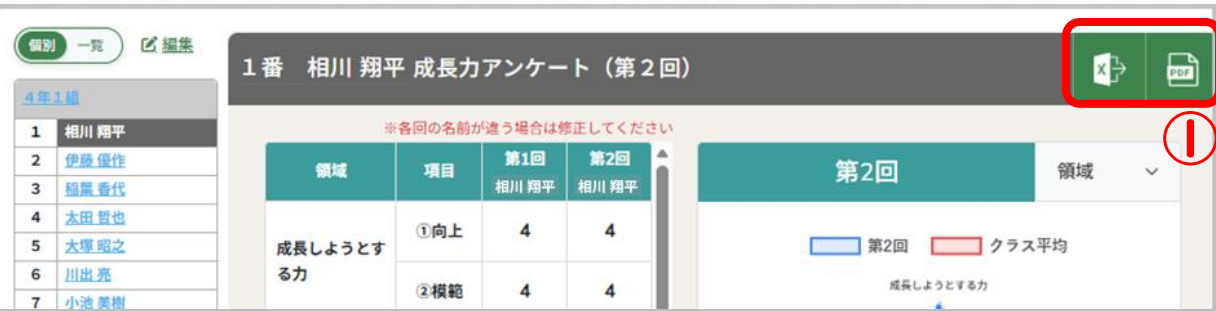 個別 一覧 編集
1番 相川 翔平 成長力アンケート（第2回）
PDF
①
4年1組
1 相川 翔平
2 伊藤 優作
3 稲葉 香代
4 太田 哲也
5 大塚 昭之
6 川出 亮
7 小池 美樹
※各回の名前が違う場合は修正してください
領域 項目 第1回 第2回
相川 翔平 相川 翔平
成長しようとす
る力
①向上 4 4
②模範 4 4
第2回 領域
第2回 クラス平均
成長しようとする力